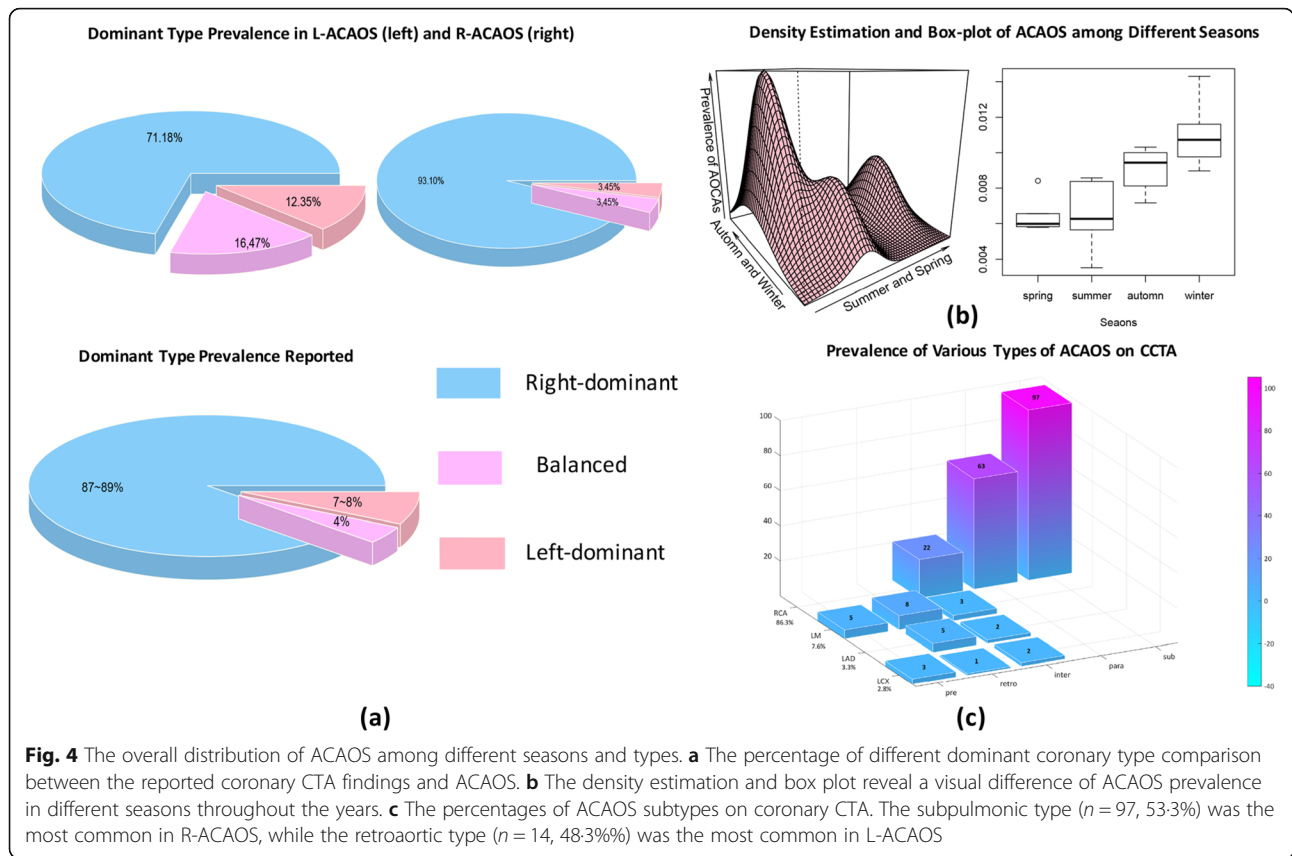 Dominant Type Prevalence in L-ACAOS (left) and R-ACAOS (right)
71.18%
12.35%
16,47%
93.10%
3.45%
3,45%
Dominant Type Prevalence Reported
87~89%
7~8%
4%
Right-dominant
Balanced
Left-dominant
(a)
Density Estimation and Box-plot of ACAOS among Different Seasons
Prevalence of AOCAs
Automn and Winter
Summer and Spring
0.012
0.008
0.004
spring summer automn winter
Seaons
(b)
Prevalence of Various Types of ACAOS on CCTA
100
80
60
40
20
97
63
22
5
8
3
5
2
3
1
2
RCA
86.3%
LM
7.6%
LAD
3.3%
LCX
2.8%
pre
retro
inter
para
sub
100
80
60
40
20
0
-20
-40
(c)
Fig. 4 The overall distribution of ACAOS among different seasons and types. a The percentage of different dominant coronary type comparison
between the reported coronary CTA findings and ACAOS. b The density estimation and box plot reveal a visual difference of ACAOS prevalence
in different seasons throughout the years. c The percentages of ACAOS subtypes on coronary CTA. The subpulmonic type (n = 97, 53·3%) was the
most common in R-ACAOS, while the retroaortic type (n = 14, 48·3%%) was the most common in L-ACAOS